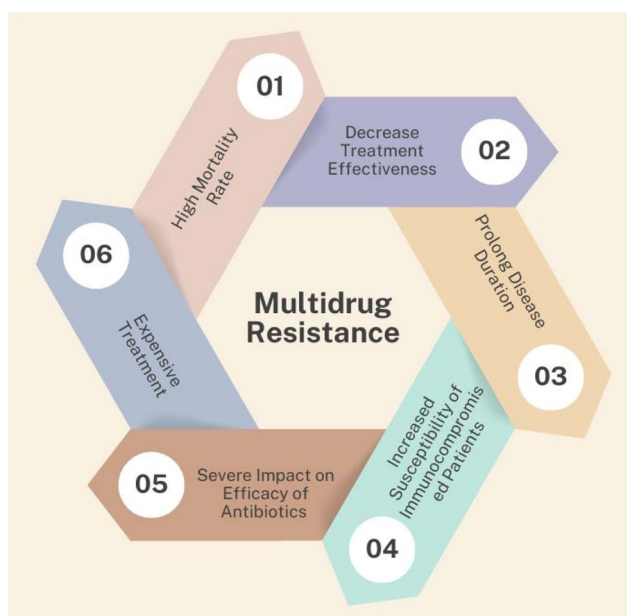 01
High Mortality
Rate
Decrease
Treatment
Effectiveness
02
Prolong Disease
Duration
03
Increased
Susceptibility of
Immunocompromis
ed Patients
04
05
Severe Impact on
Efficacy of
Antibiotics
06
Expensive
Treatment
Multidrug
Resistance